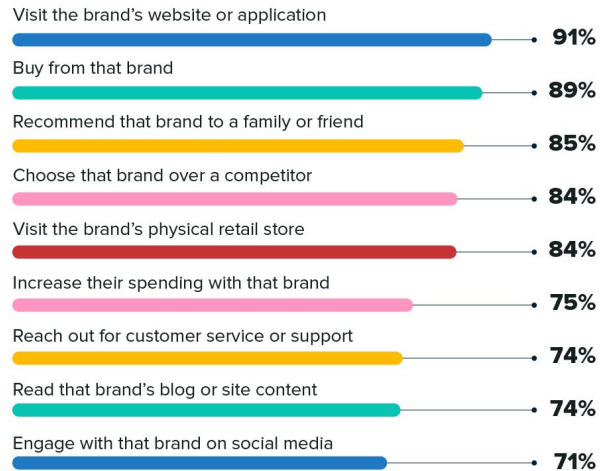 Visit the brand’s website or application
91%
Buy from that brand
89%
Recommend that brand to a family or friend
85%
Choose that brand over a competitor
84%
Visit the brand’s physical retail store
84%
Increase their spending with that brand
75%
Reach out for customer service or support
74%
Read that brand’s blog or site content
74%
Engage with that brand on social media
71%